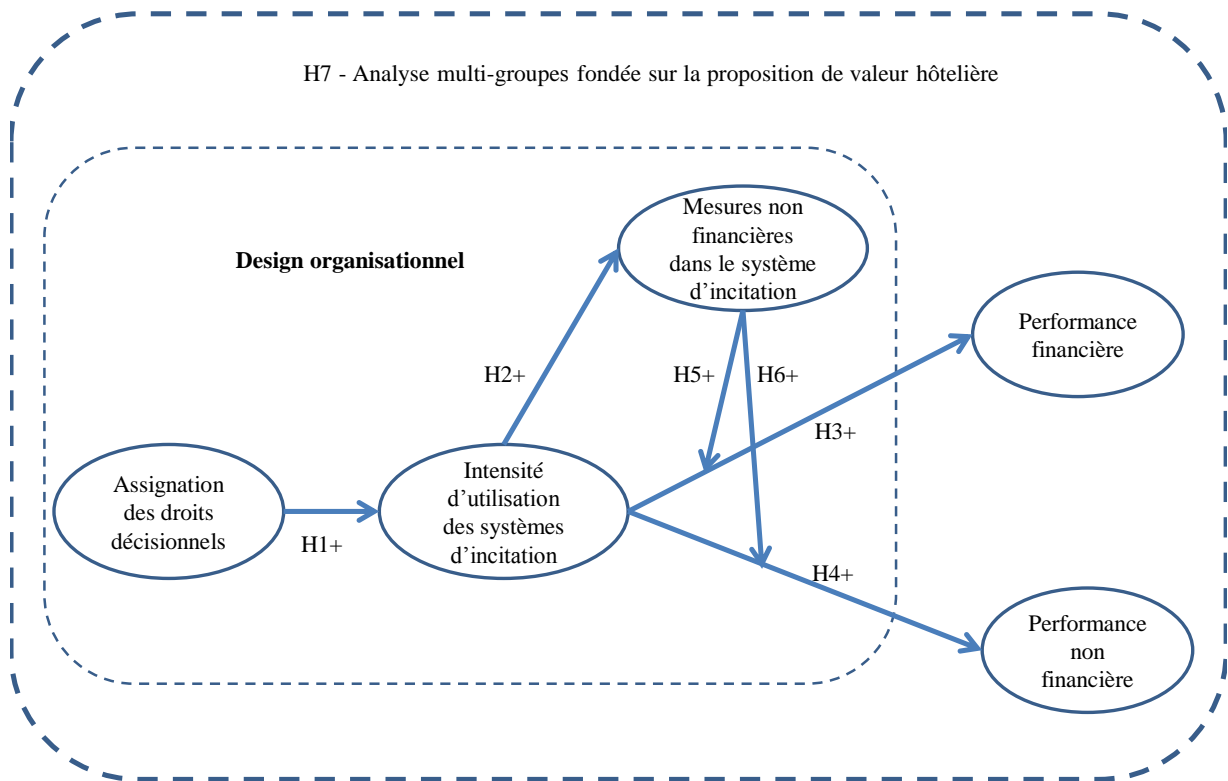 H7 - Analyse multi-groupes fondée sur la proposition de valeur hôtelière
Design organisationnel
Mesures non
financières
dans le système
d'incitation
Performance
financière
H2+
H5+
H6+
H3+
Assignation
des droits
décisionnels
H1+
Intensité
d'utilisation
des systèmes
d'incitation
H4+
Performance
non
financière